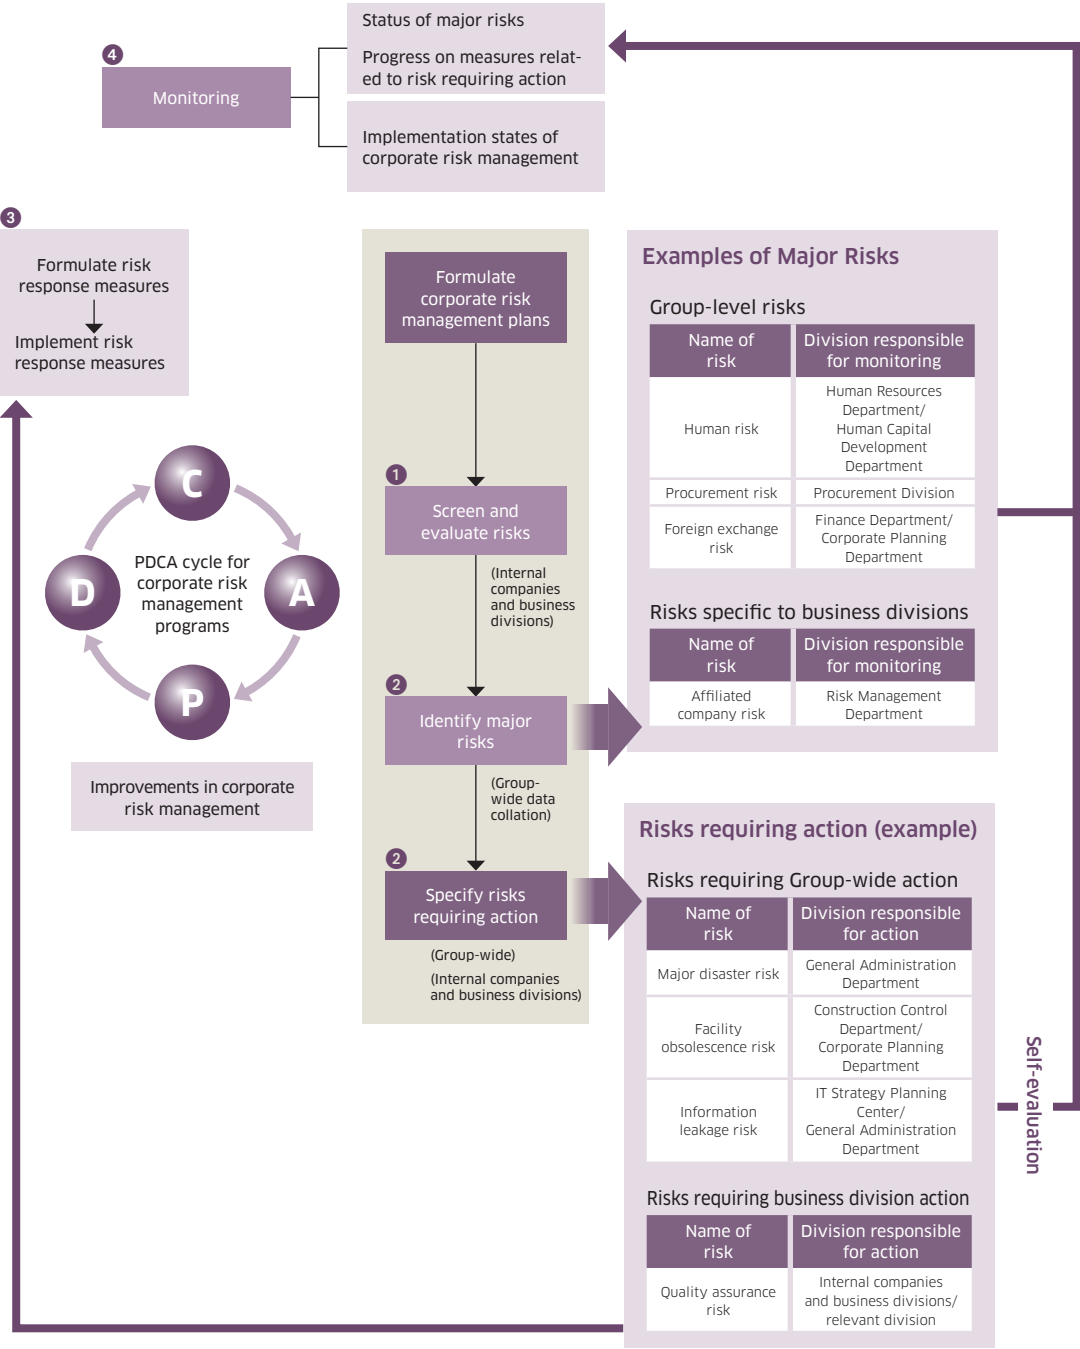 4
Monitoring
Status of major risks
Progress on measures relat-
ed to risk requiring action
Implementation states of
corporate risk management
3
Formulate risk
response measures
Implement risk
response measures
C
D
A
P
PDCA cycle for
corporate risk
management
programs
Improvements in corporate
risk management
Formulate
corporate risk
management plans
1
Screen and
evaluate risks
(Internal
companies
and business
divisions)
2
Identify major
risks
(Group-
wide data
collation)
2
Specify risks
requiring action
(Group-wide)
(Internal companies
and business divisions)
Examples of Major Risks
Group-level risks
Name of
risk
Division responsible
for monitoring
Human risk
Human Resources
Department/
Human Capital
Development
Department
Procurement risk
Procurement Division
Foreign exchange
risk
Finance Department/
Corporate Planning
Department
Risks specific to business divisions
Name of
risk
Division responsible
for monitoring
Affiliated
company risk
Risk Management
Department
Risks requiring action (example)
Risks requiring Group-wide action
Name of
risk
Division responsible
for action
Major disaster risk
General Administration
Department
Facility
obsolescence risk
Construction Control
Department/
Corporate Planning
Department
Information
leakage risk
IT Strategy Planning
Center/
General Administration
Department
Risks requiring business division action
Name of
risk
Division responsible
for action
Quality assurance
risk
Internal companies
and business divisions/
relevant division
Self-evaluation